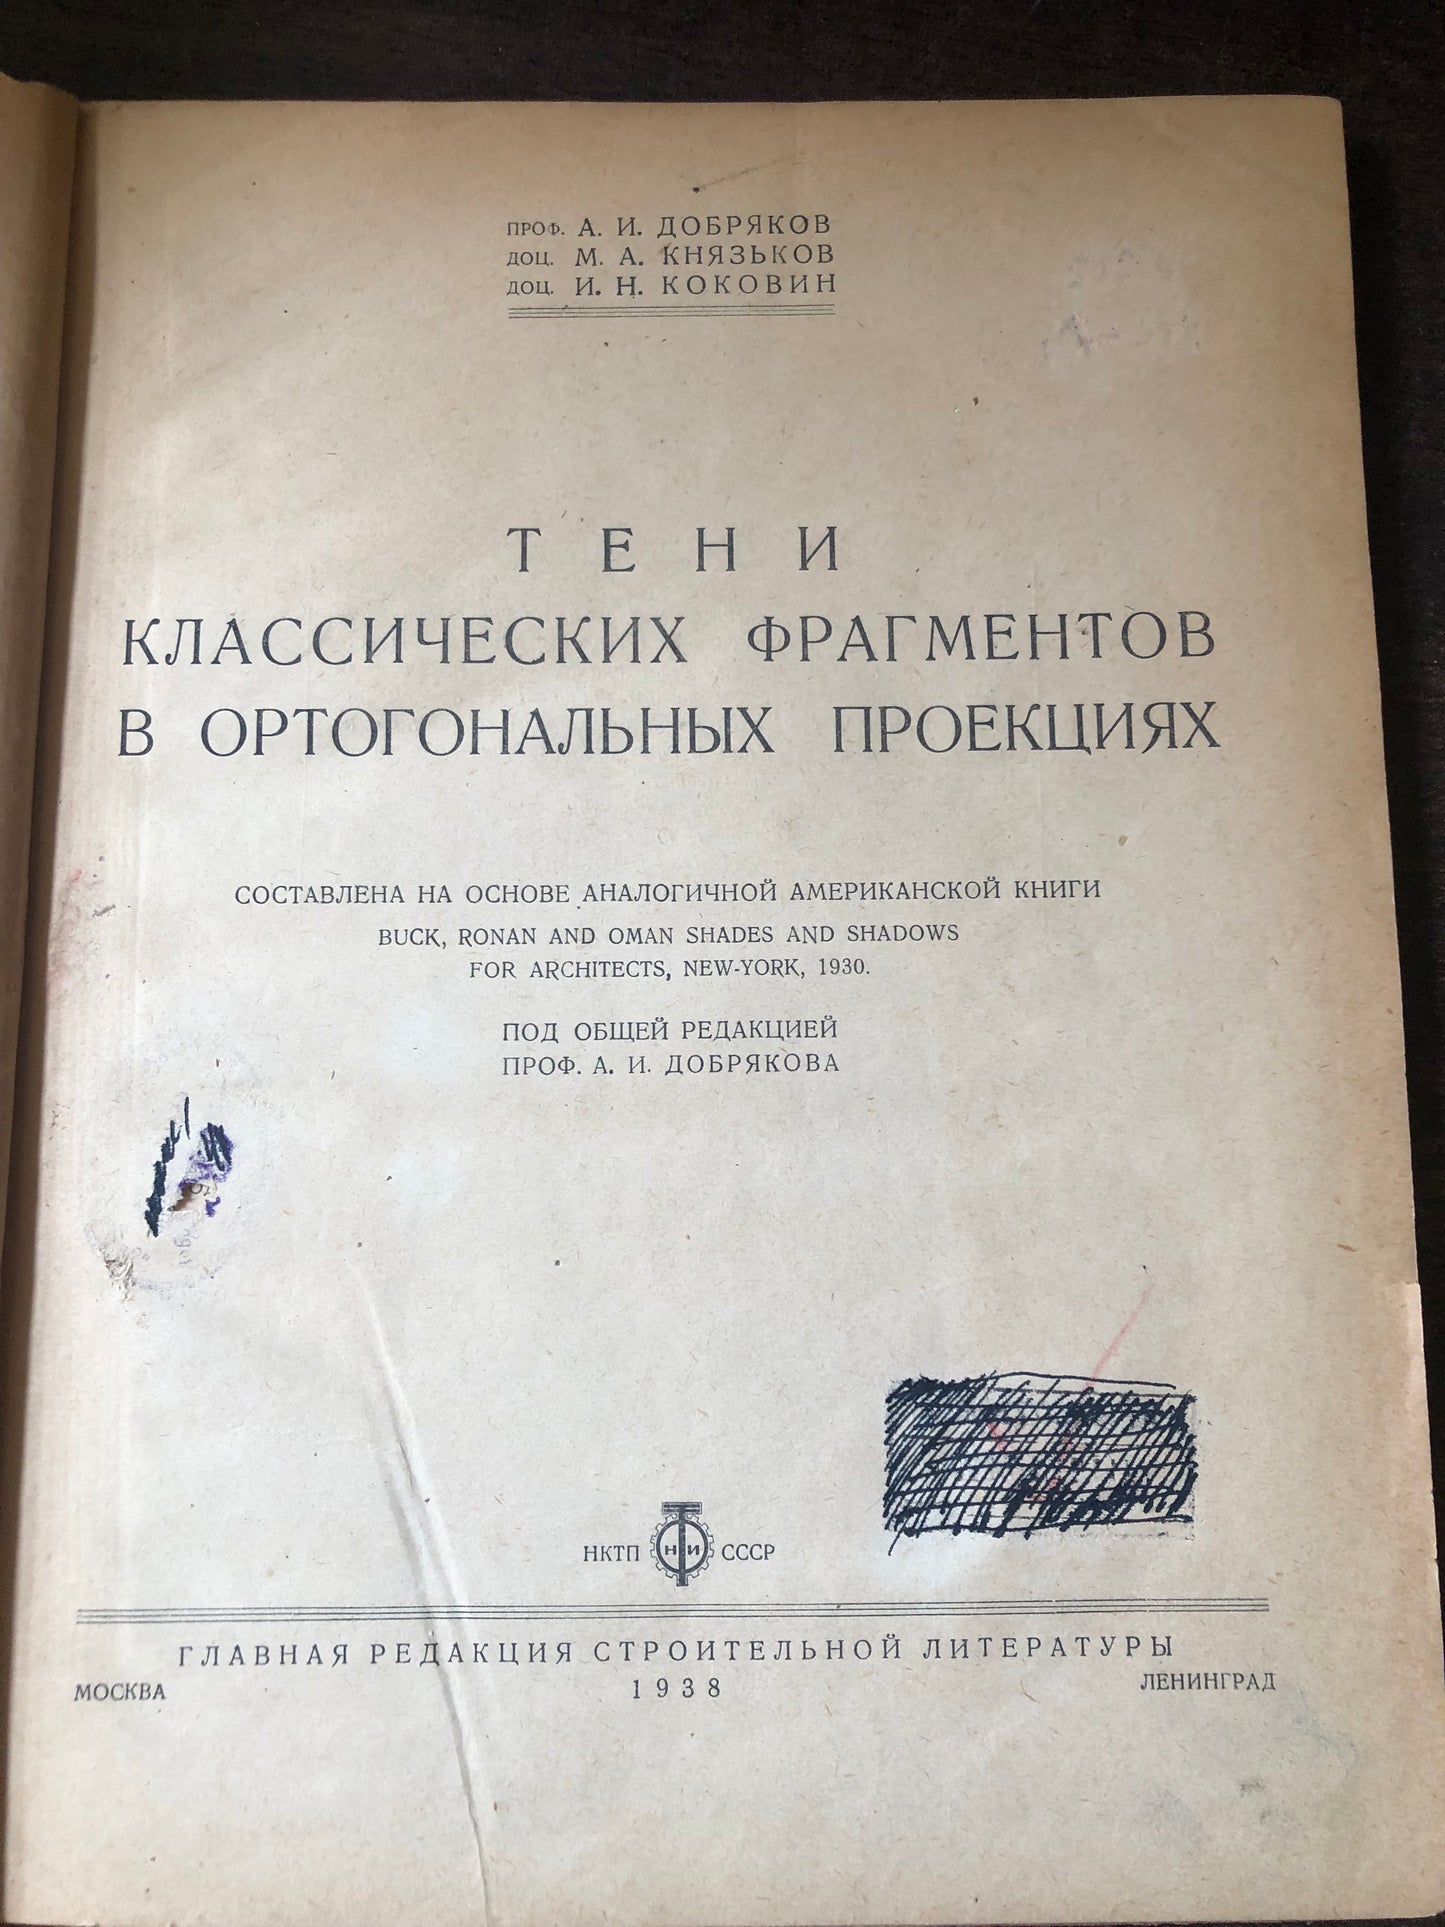 ПРОФ. А. И. ДОБРЯКОВ
ДОЦ. М. А. КНЯЗЬКОВ
ДОЦ. И. Н. КОКОВИН
ТЕНИ
КЛАССИЧЕСКИХ ФРАГМЕНТОВ
В ОРТОГОНАЛЬНЫХ ПРОЕКЦИЯХ
СОСТАВЛЕНА НА ОСНОВЕ АНАЛОГИЧНОЙ АМЕРИКАНСКОЙ КНИГИ
BUCK, RONAN AND OMAN SHADES AND SHADOWS
FOR ARCHITECTS, NEW-YORK, 1930.
ПОД ОБЩЕЙ РЕДАКЦИЕЙ
ПРОФ. А. И. ДОБРЯКОВА
НКТП ОНТИ СССР
ГЛАВНАЯ РЕДАКЦИЯ СТРОИТЕЛЬНОЙ ЛИТЕРАТУРЫ
МОСКВА 1938 ЛЕНИНГРАД